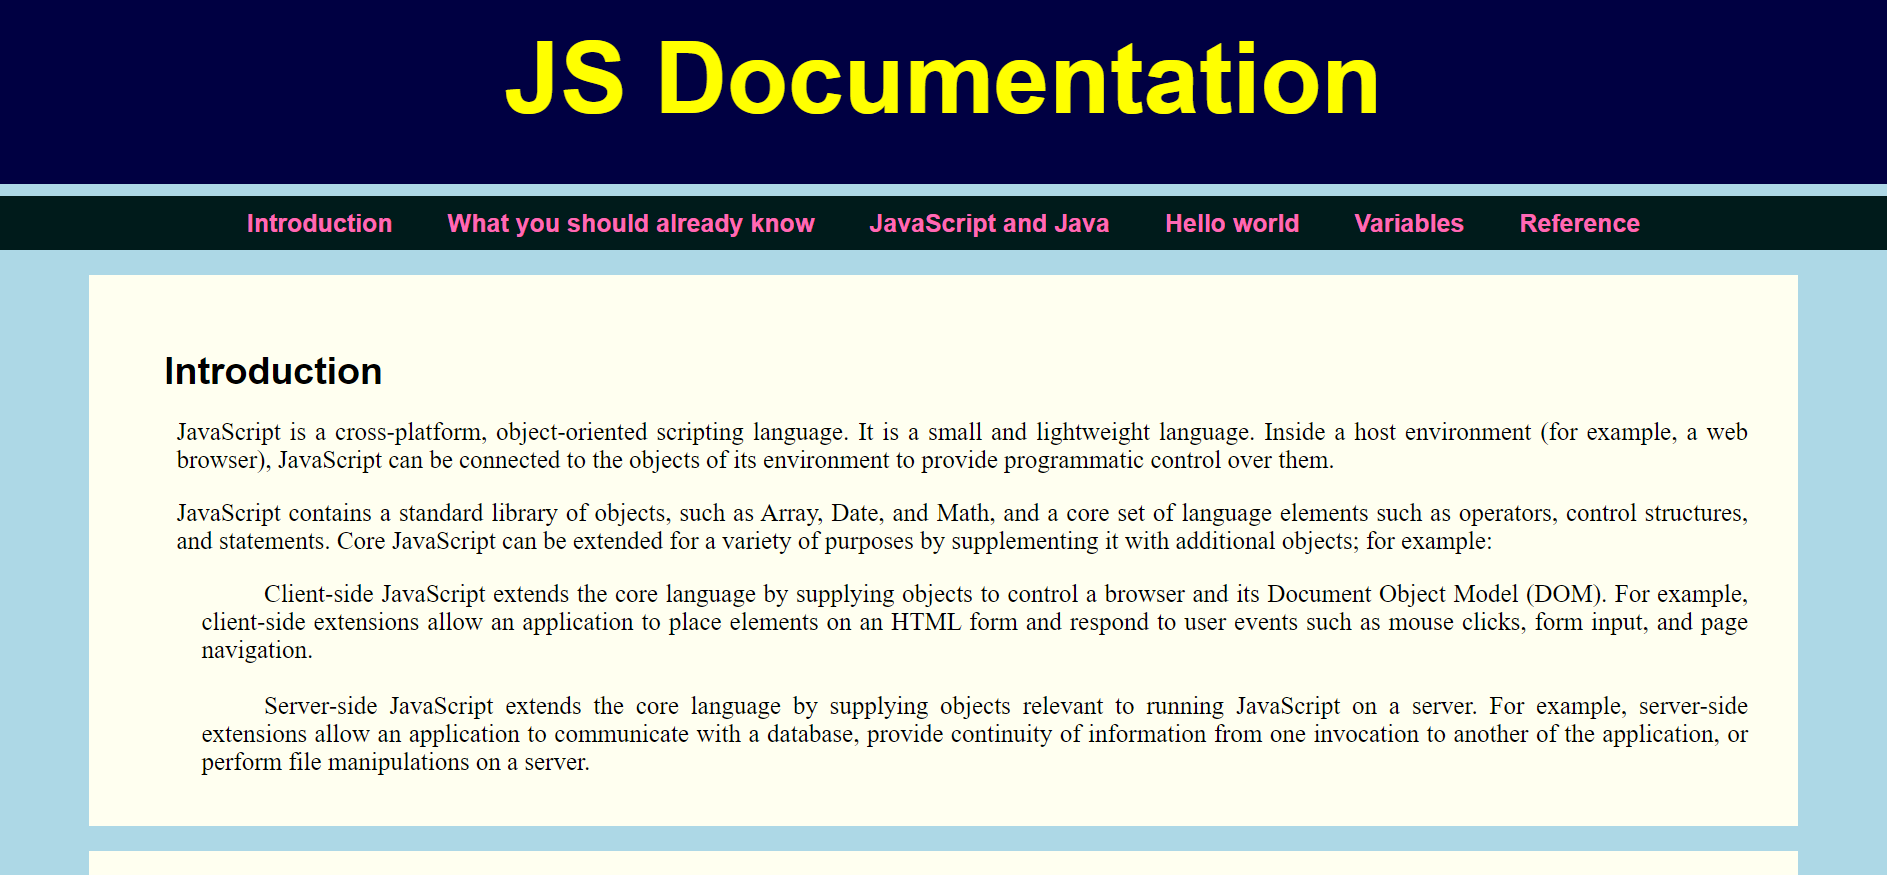 JS Documentation
Introduction What you should already know JavaScript and Java Hello world Variables Reference
Introduction
JavaScript is a cross-platform, object-oriented scripting language. It is a small and lightweight language. Inside a host environment (for example, a web
browser), JavaScript can be connected to the objects of its environment to provide programmatic control over them.
JavaScript contains a standard library of objects, such as Array, Date, and Math, and a core set of language elements such as operators, control structures,
and statements. Core JavaScript can be extended for a variety of purposes by supplementing it with additional objects; for example:
Client-side JavaScript extends the core language by supplying objects to control a browser and its Document Object Model (DOM). For example,
client-side extensions allow an application to place elements on an HTML form and respond to user events such as mouse clicks, form input, and page
navigation.
Server-side JavaScript extends the core language by supplying objects relevant to running JavaScript on a server. For example, server-side
extensions allow an application to communicate with a database, provide continuity of information from one invocation to another of the application, or
perform file manipulations on a server.